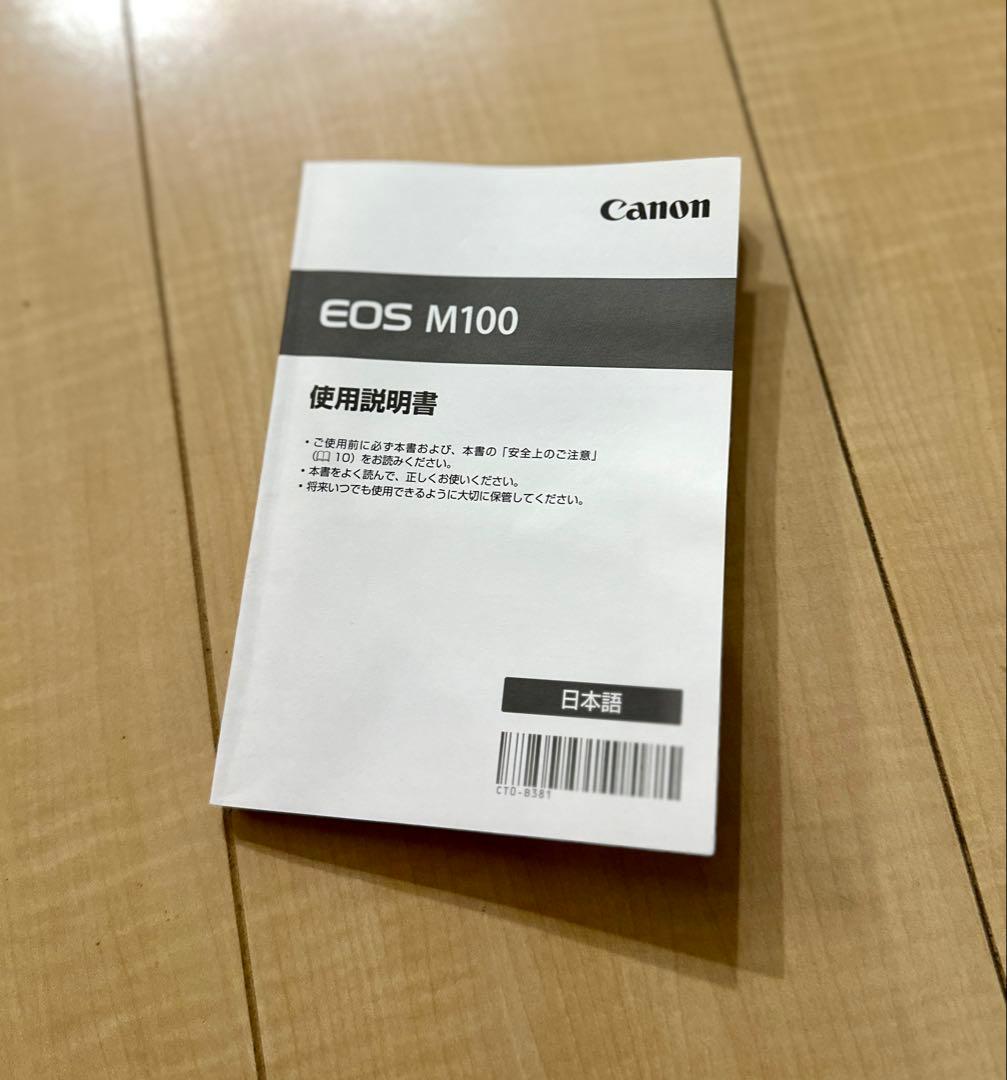 Canon
EOS M100
使用説明書
・ご使用前に必ず本書および、本書の「安全上のご注意」
（📖 10）をお読みください。
・本書をよく読んで、正しくお使いください。
・将来いつでも使用できるように大切に保管してください。
日本語
CT0-B381